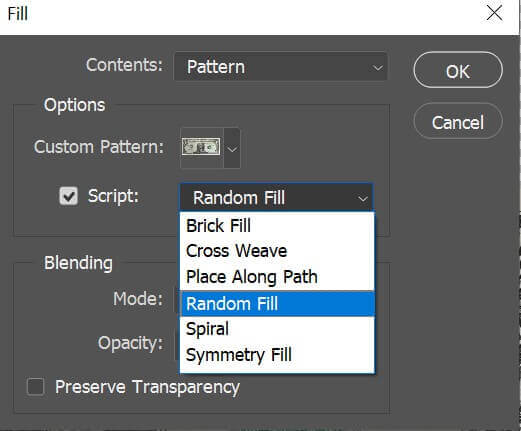 Fill
Contents: Pattern
OK
Options
Cancel
Custom Pattern:
Script: Random Fill
Brick Fill
Cross Weave
Place Along Path
Random Fill
Spiral
Symmetry Fill
Blending
Mode:
Opacity:
Preserve Transparency